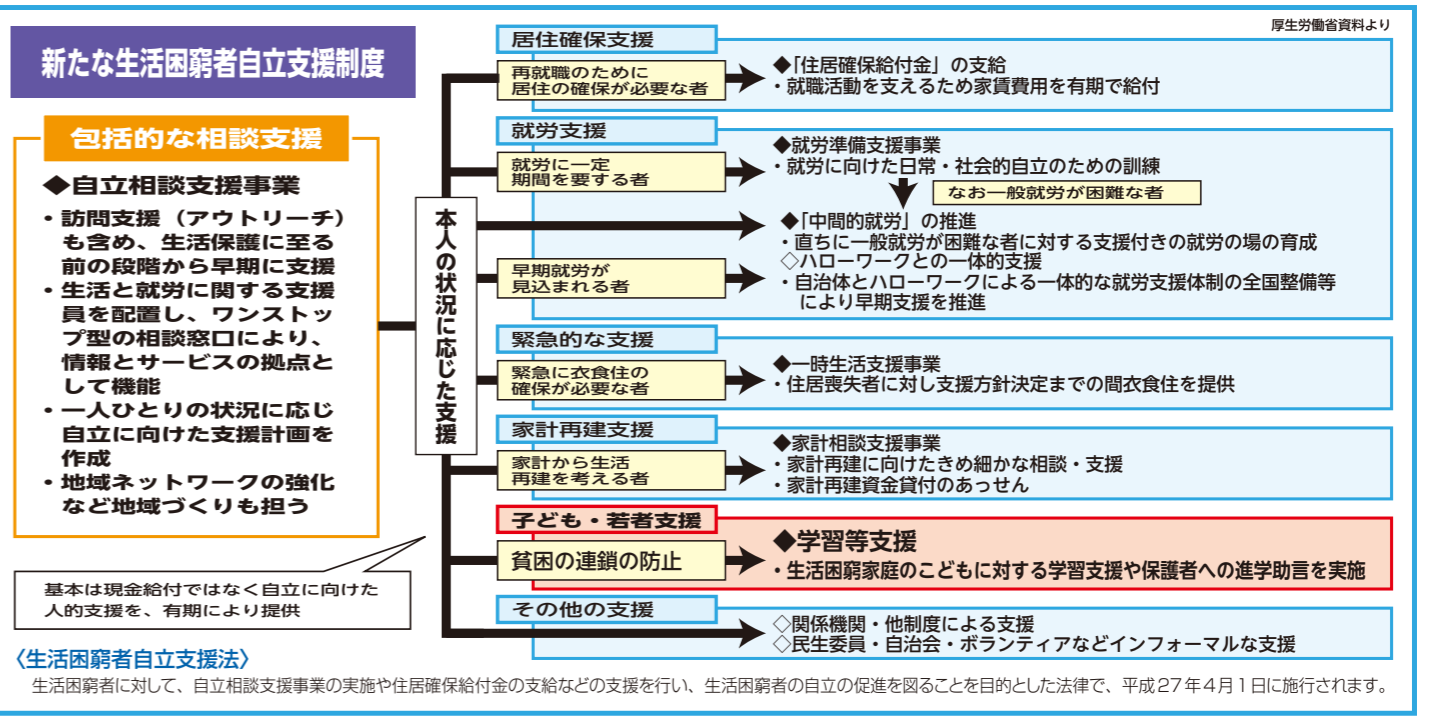 厚生労働省資料より
新たな生活困窮者自立支援制度
包括的な相談支援
◆自立相談支援事業
・訪問支援（アウトリーチ）
も含め、生活保護に至る
前の段階から早期に支援
・生活と就労に関する支援
員を配置し、ワンストッ
プ型の相談窓口により、
情報とサービスの拠点と
して機能
・一人ひとりの状況に応じ
自立に向けた支援計画を
作成
・地域ネットワークの強化
など地域づくりも担う
基本は現金給付ではなく自立に向けた
人的支援を、有期により提供
本人の状況に応じた支援
居住確保支援
再就職のために
居住の確保が必要な者
◆「住居確保給付金」の支給
・就職活動を支えるため家賃費用を有期で給付
就労支援
就労に一定
期間を要する者
◆就労準備支援事業
・就労に向けた日常・社会的自立のための訓練
なお一般就労が困難な者
◆「中間的就労」の推進
・直ちに一般就労が困難な者に対する支援付きの就労の場の育成
早期就労が
見込まれる者
◇ハローワークとの一体的支援
・自治体とハローワークによる一体的な就労支援体制の全国整備等
により早期支援を推進
緊急的な支援
緊急に衣食住の
確保が必要な者
◆一時生活支援事業
・住居喪失者に対し支援方針決定までの間衣食住を提供
家計再建支援
家計から生活
再建を考える者
◆家計相談支援事業
・家計再建に向けたきめ細かな相談・支援
・家計再建資金貸付のあっせん
子ども・若者支援
貧困の連鎖の防止
◆学習等支援
・生活困窮家庭のこどもに対する学習支援や保護者への進学助言を実施
その他の支援
◇関係機関・他制度による支援
◇民生委員・自治会・ボランティアなどインフォーマルな支援
〈生活困窮者自立支援法〉
生活困窮者に対して、自立相談支援事業の実施や住居確保給付金の支給などの支援を行い、生活困窮者の自立の促進を図ることを目的とした法律で、平成27年4月1日に施行されます。